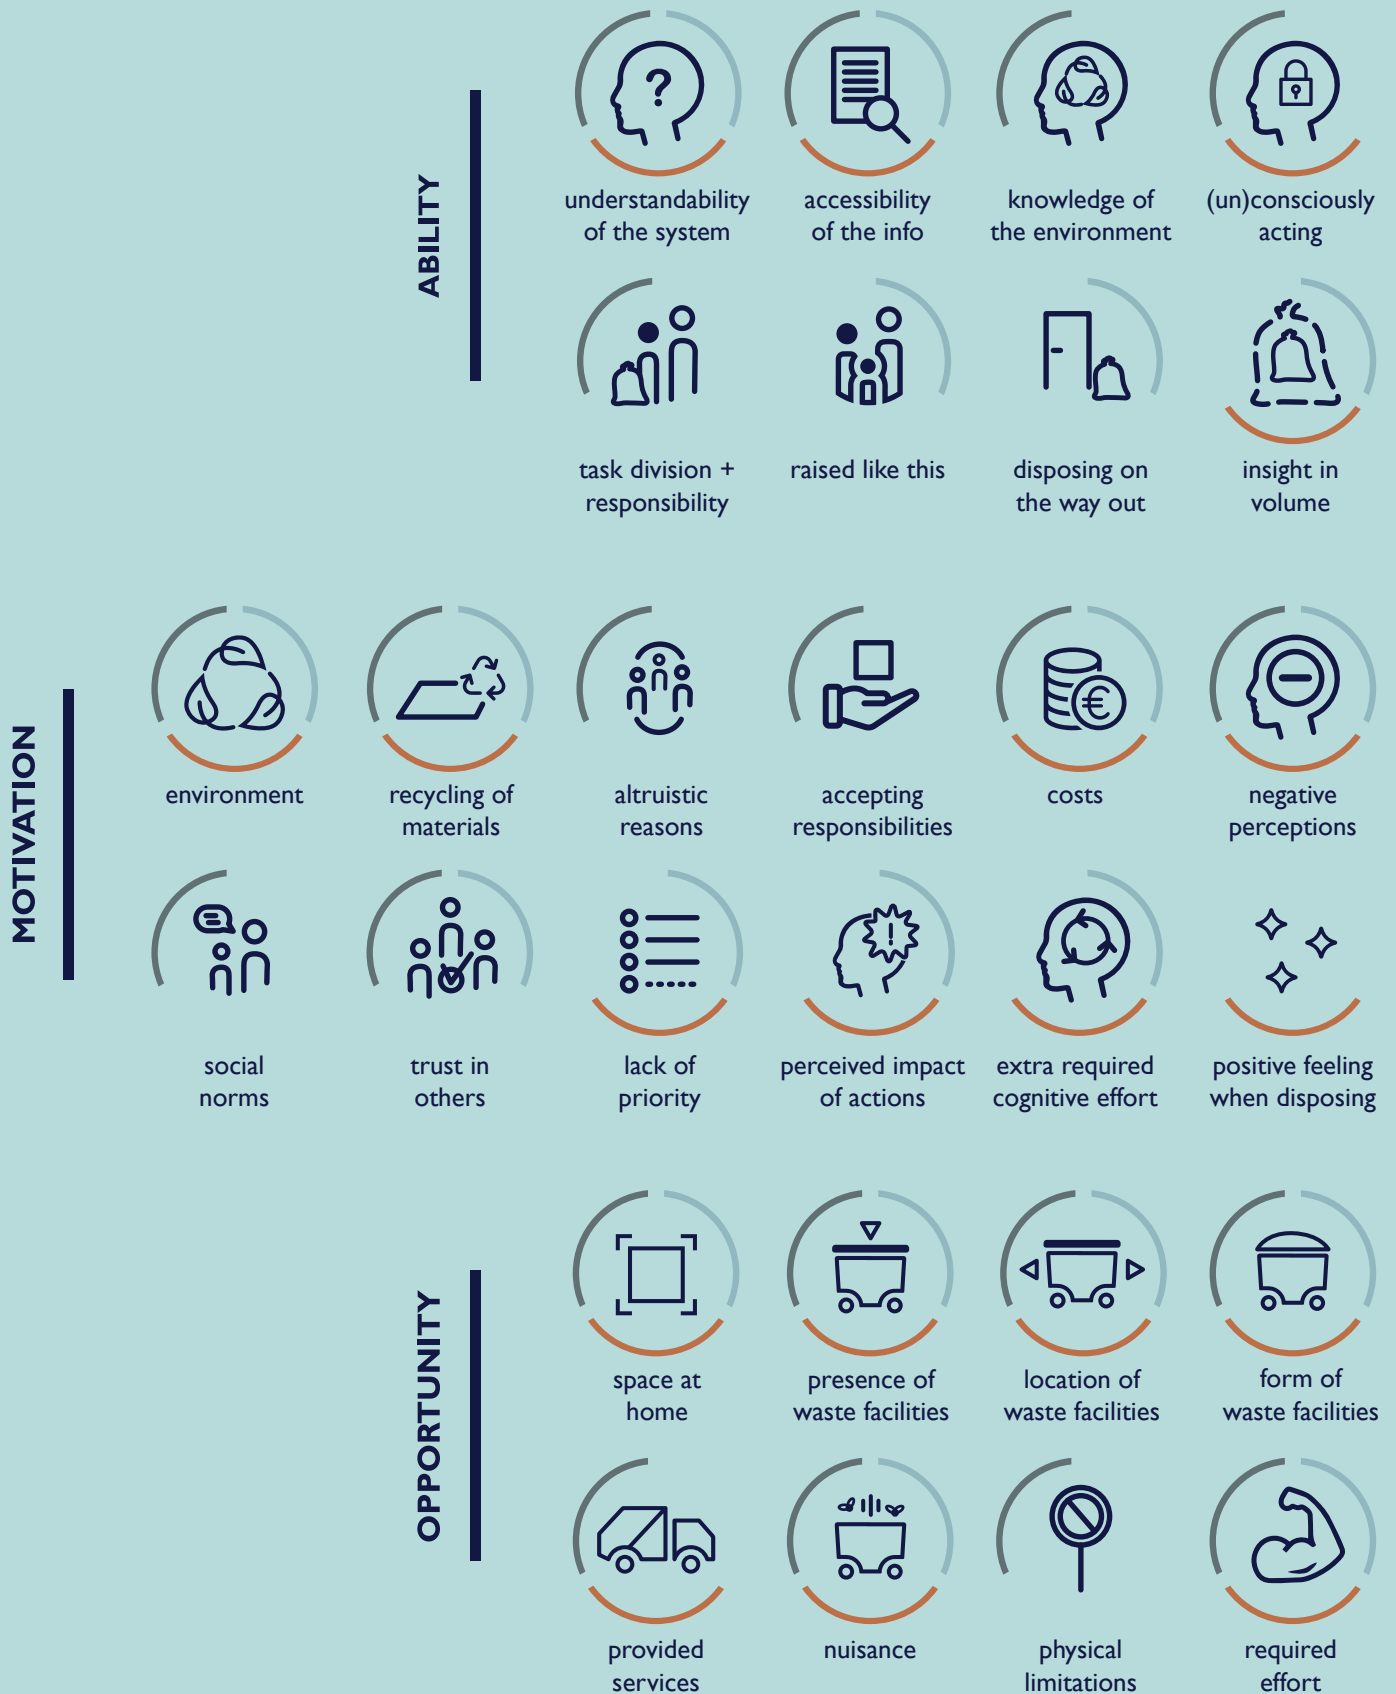 ABILITY
understandability
of the system
accessibility
of the info
knowledge of
the environment
(un)consciously
acting
task division +
responsibility
raised like this
disposing on
the way out
insight in
volume
MOTIVATION
environment
recycling of
materials
altruistic
reasons
accepting
responsibilities
costs
negative
perceptions
social
norms
trust in
others
lack of
priority
perceived impact
of actions
extra required
cognitive effort
positive feeling
when disposing
OPPORTUNITY
space at
home
presence of
waste facilities
location of
waste facilities
form of
waste facilities
provided
services
nuisance
physical
limitations
required
effort